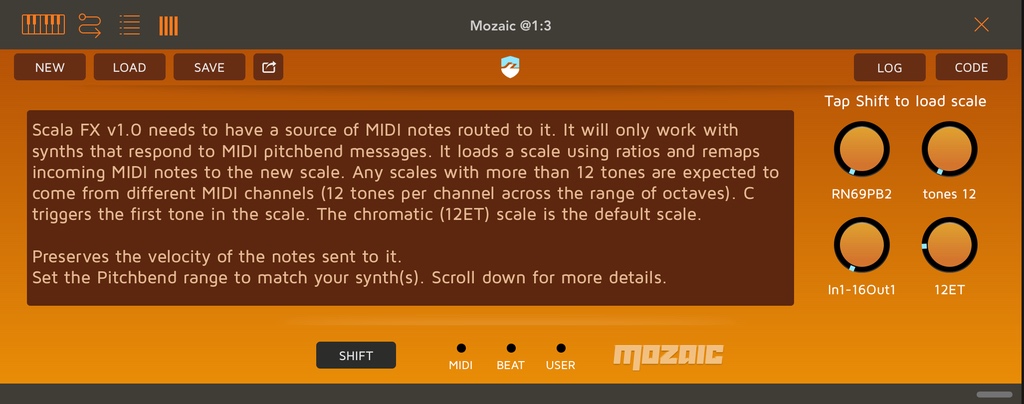 Mozaic @1:3
NEW
LOAD
SAVE
LOG
CODE
Tap Shift to load scale
Scala FX v1.0 needs to have a source of MIDI notes routed to it. It will only work with
synths that respond to MIDI pitchbend messages. It loads a scale using ratios and remaps
incoming MIDI notes to the new scale. Any scales with more than 12 tones are expected to
come from different MIDI channels (12 tones per channel across the range of octaves). C
triggers the first tone in the scale. The chromatic (12ET) scale is the default scale.
Preserves the velocity of the notes sent to it.
Set the Pitchbend range to match your synth(s). Scroll down for more details.
RN69PB2
tones 12
In1-16Out1
12ET
SHIFT
MIDI
BEAT
USER
MOZAIC